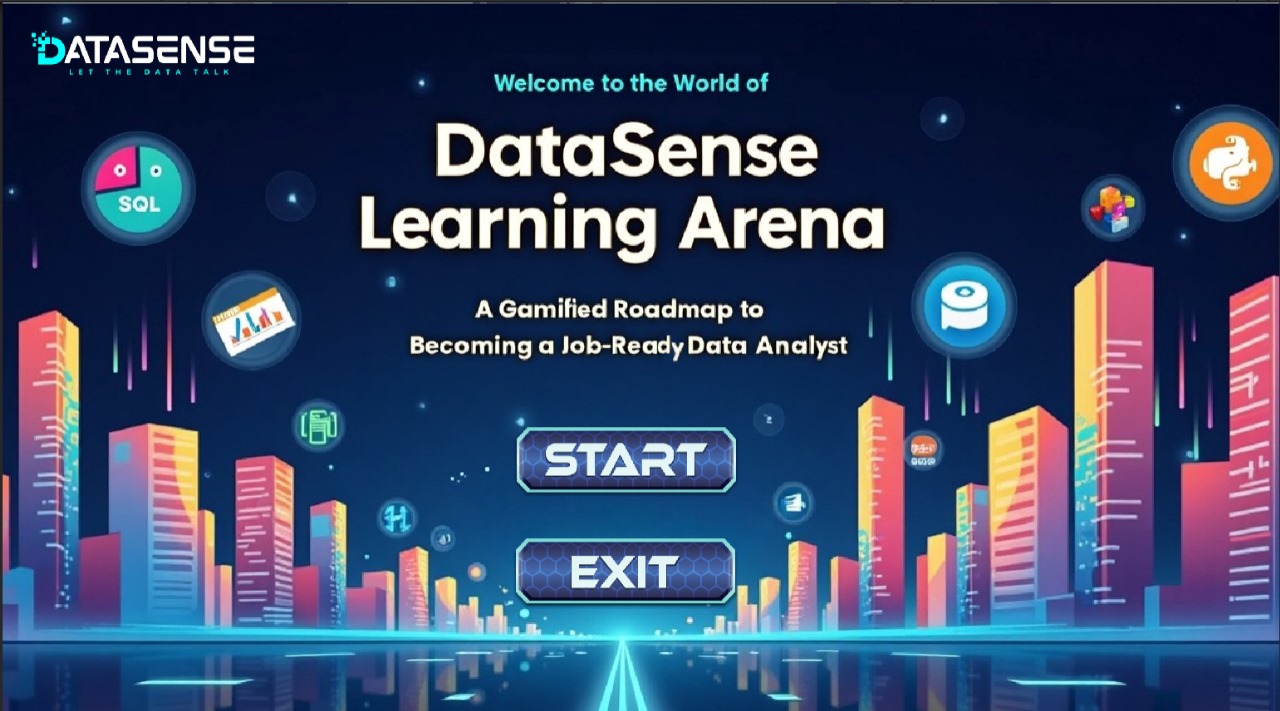 DATASENSE
LET THE DATA TALK
Welcome to the World of
DataSense
Learning Arena
A Gamified Roadmap to
Becoming a Job-Ready Data Analyst
SQL
START
EXIT